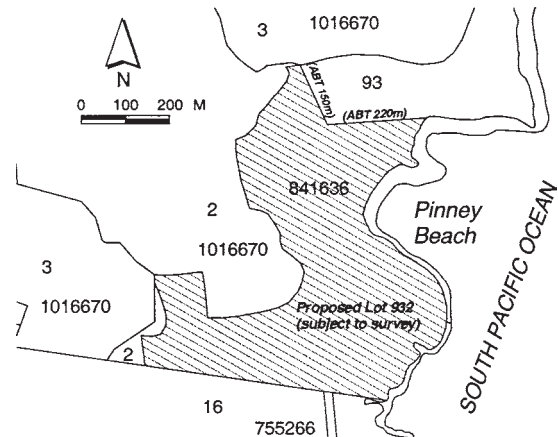 3
1016670
N
0 100 200 M
(ABT 150m)
93
(ABT 220m)
841636
2
1016670
Pinney
Beach
SOUTH PACIFIC OCEAN
3
1016670
Proposed Lot 932
(subject to survey)
2
16
755266